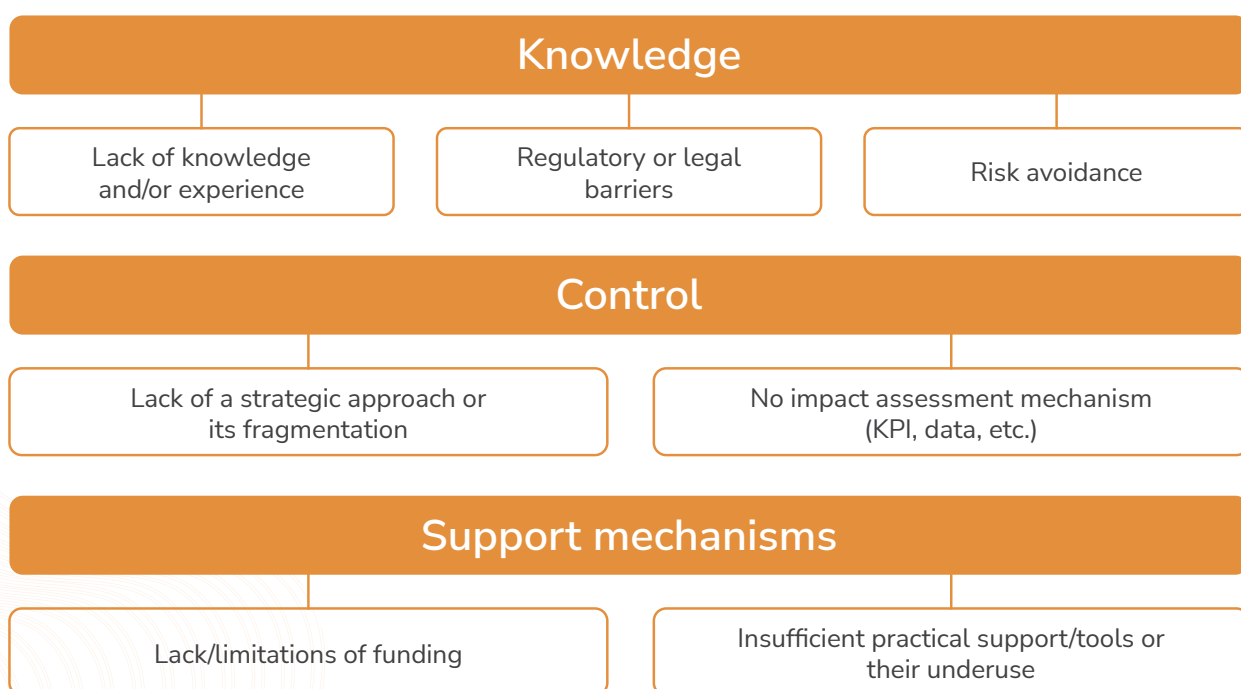 Knowledge
Lack of knowledge
and/or experience
Regulatory or legal
barriers
Risk avoidance
Control
Lack of a strategic approach or
its fragmentation
No impact assessment mechanism
(KPI, data, etc.)
Support mechanisms
Lack/limitations of funding
Insufficient practical support/tools or
their underuse